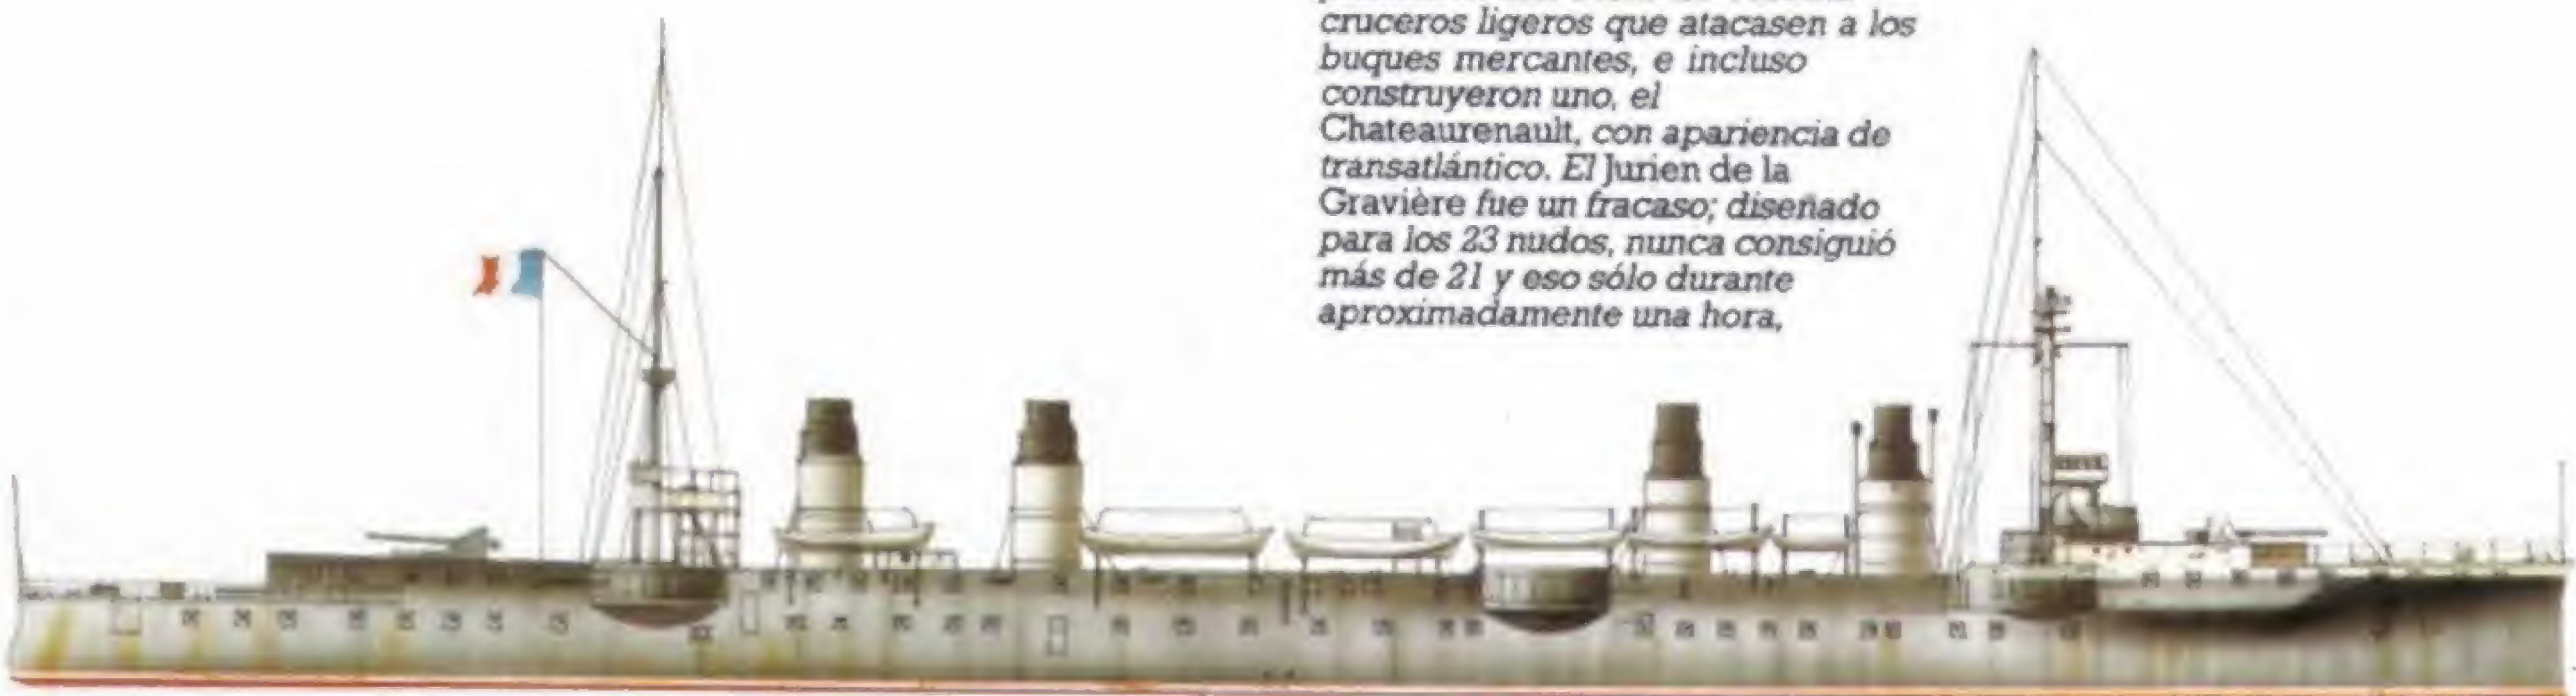 cruceros ligeros que atacasen a los
buques mercantes, e incluso
construyeron uno, el
Chateaurenault, con apariencia de
transatlántico. El Jurien de la
Gravière fue un fracaso; diseñado
para los 23 nudos, nunca consiguió
más de 21 y eso sólo durante
aproximadamente una hora,